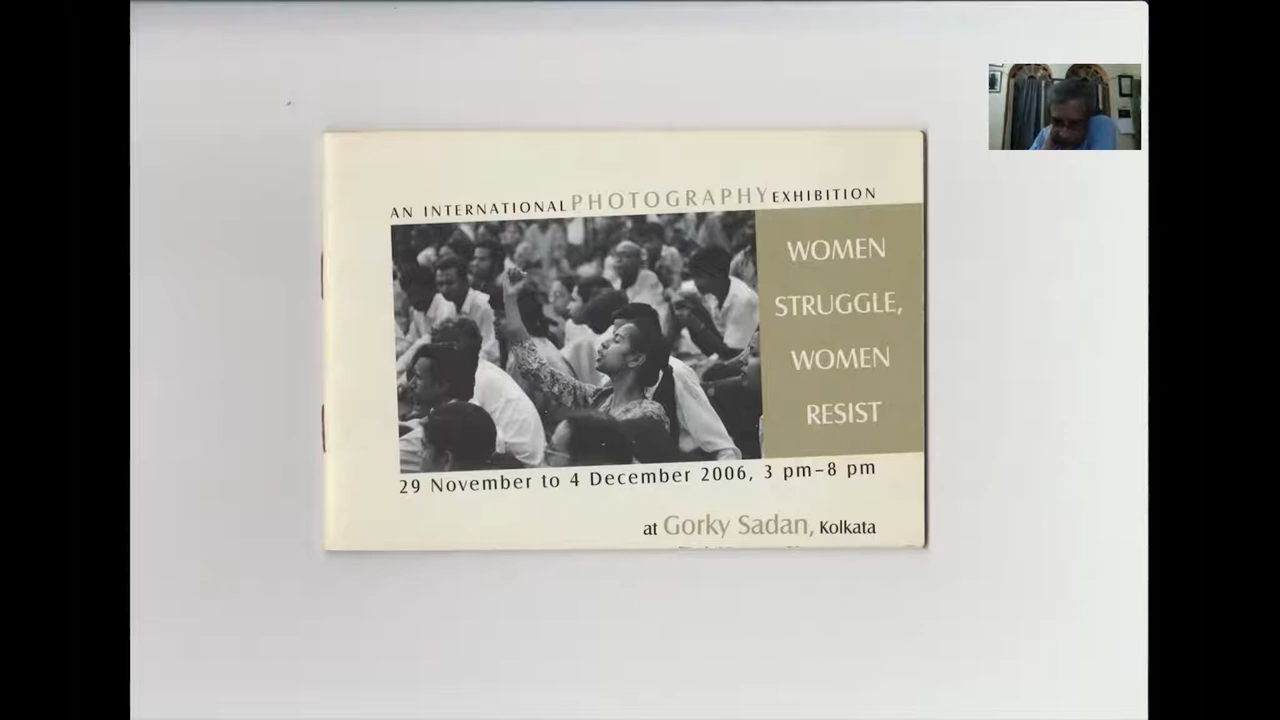 AN INTERNATIONAL PHOTOGRAPHY EXHIBITION
WOMEN
STRUGGLE,
WOMEN
RESIST
29 November to 4 December 2006, 3 pm–8 pm
at Gorky Sadan, Kolkata